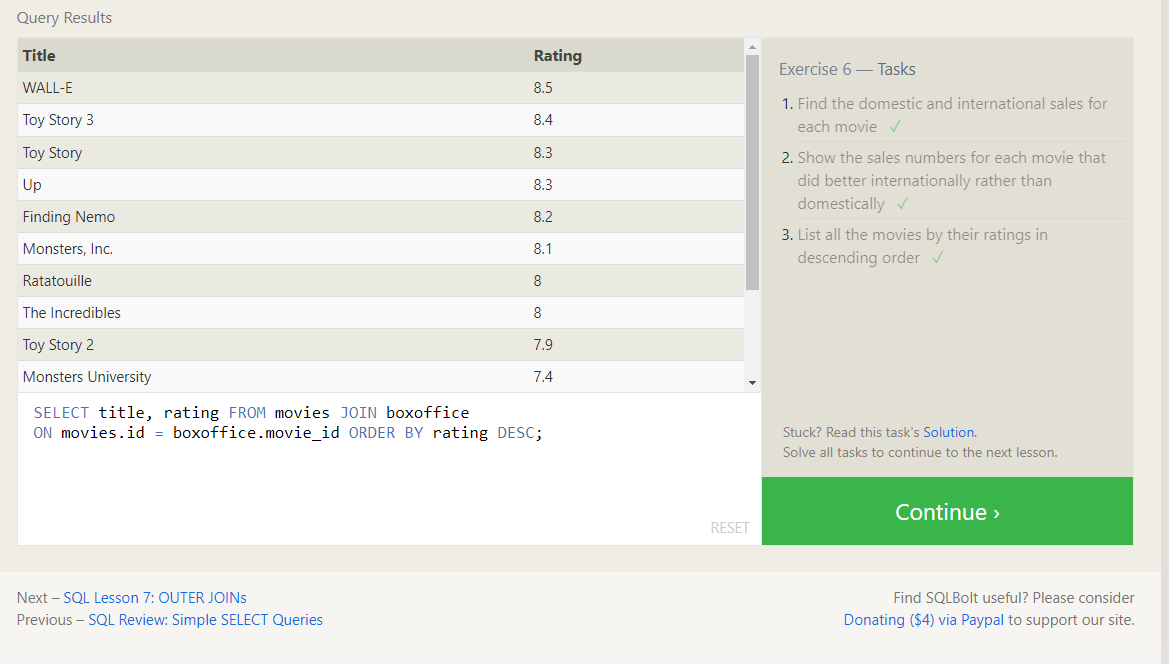 Query Results
Title Rating
WALL-E 8.5
Toy Story 3 8.4
Toy Story 8.3
Up 8.3
Finding Nemo 8.2
Monsters, Inc. 8.1
Ratatouille 8
The Incredibles 8
Toy Story 2 7.9
Monsters University 7.4
SELECT title, rating FROM movies JOIN boxoffice
ON movies.id = boxoffice.movie_id ORDER BY rating DESC;
RESET
Exercise 6 — Tasks
1. Find the domestic and international sales for
each movie ✓
2. Show the sales numbers for each movie that
did better internationally rather than
domestically ✓
3. List all the movies by their ratings in
descending order ✓
Stuck? Read this task's Solution.
Solve all tasks to continue to the next lesson.
Continue ›
Next – SQL Lesson 7: OUTER JOINs
Previous – SQL Review: Simple SELECT Queries
Find SQLBolt useful? Please consider
Donating ($4) via Paypal to support our site.